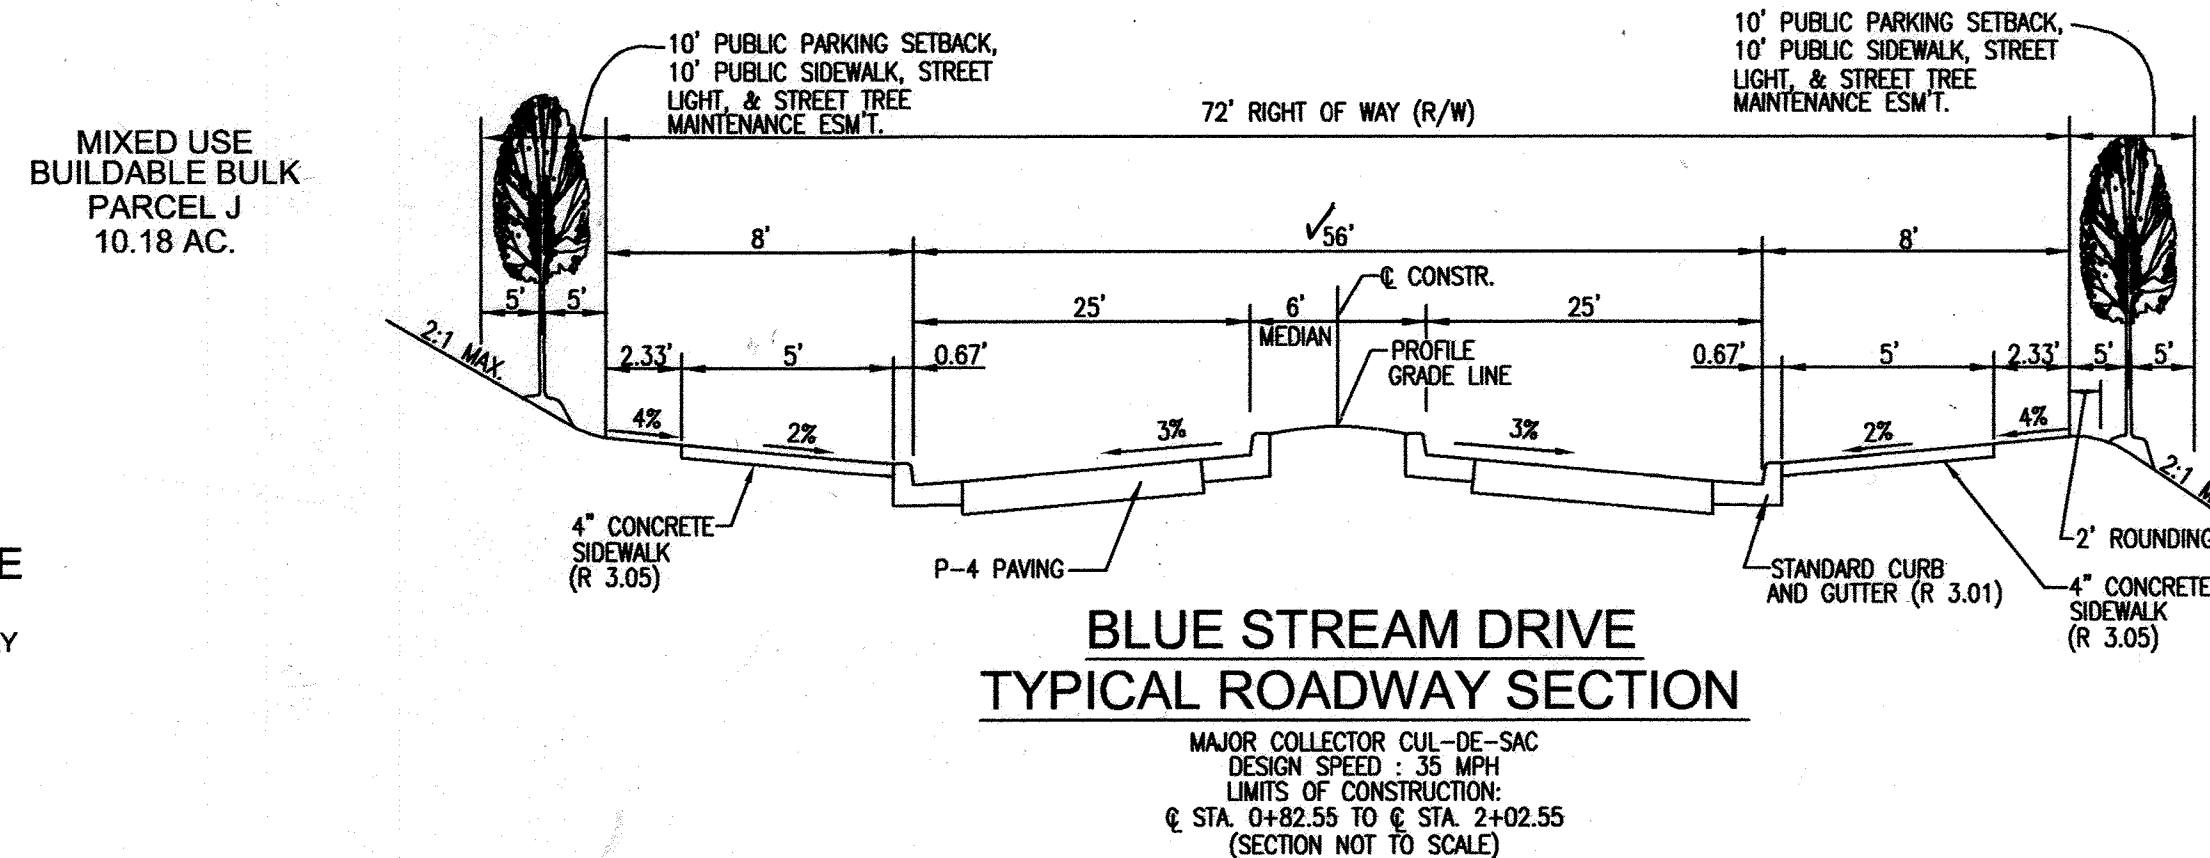 10' PUBLIC PARKING SETBACK,
10' PUBLIC SIDEWALK, STREET
LIGHT, & STREET TREE
MAINTENANCE ESM'T.
10' PUBLIC PARKING SETBACK,
10' PUBLIC SIDEWALK, STREET
LIGHT, & STREET TREE
MAINTENANCE ESM'T.
72' RIGHT OF WAY (R/W)
MIXED USE
BUILDABLE BULK
PARCEL J
10.18 AC.
8'
56'
8'
℄ CONSTR.
5' 5'
25'
6'
MEDIAN
25'
2:1 MAX.
2.33' 5' 0.67'
PROFILE
GRADE LINE
0.67' 5' 2.33' 5' 5'
4% 2% 3% 3% 2% 4%
2:1 M
4" CONCRETE
SIDEWALK
(R 3.05)
P-4 PAVING
STANDARD CURB
AND GUTTER (R 3.01)
2' ROUNDING
4" CONCRETE
SIDEWALK
(R 3.05)
E
Y
BLUE STREAM DRIVE
TYPICAL ROADWAY SECTION
MAJOR COLLECTOR CUL-DE-SAC
DESIGN SPEED : 35 MPH
LIMITS OF CONSTRUCTION:
℄ STA. 0+82.55 TO ℄ STA. 2+02.55
(SECTION NOT TO SCALE)